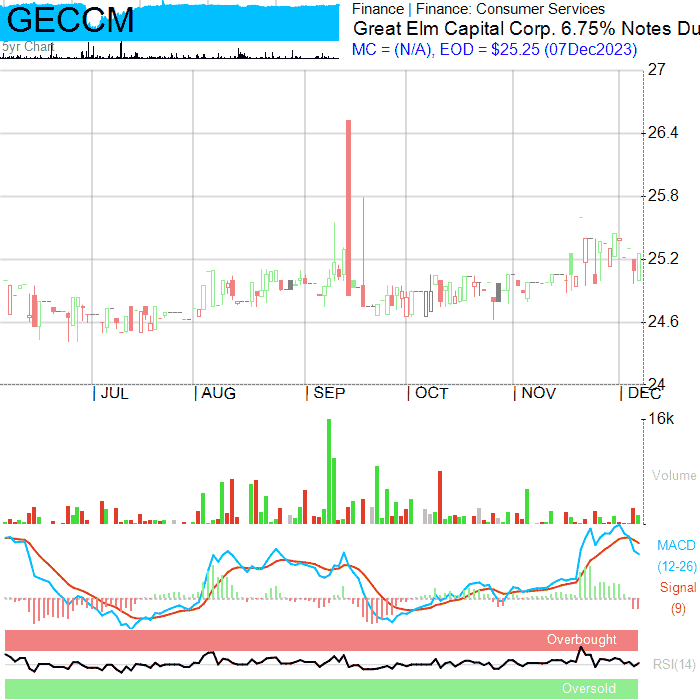 GECCM
5yr Chart
Finance | Finance: Consumer Services
Great Elm Capital Corp. 6.75% Notes Du
MC = (N/A), EOD = $25.25 (07Dec2023)
27
26.4
25.8
25.2
24.6
24
JUL
AUG
SEP
OCT
NOV
DEC
16k
Volume
MACD
(12-26)
Signal
(9)
Overbought
RSI(14)
Oversold